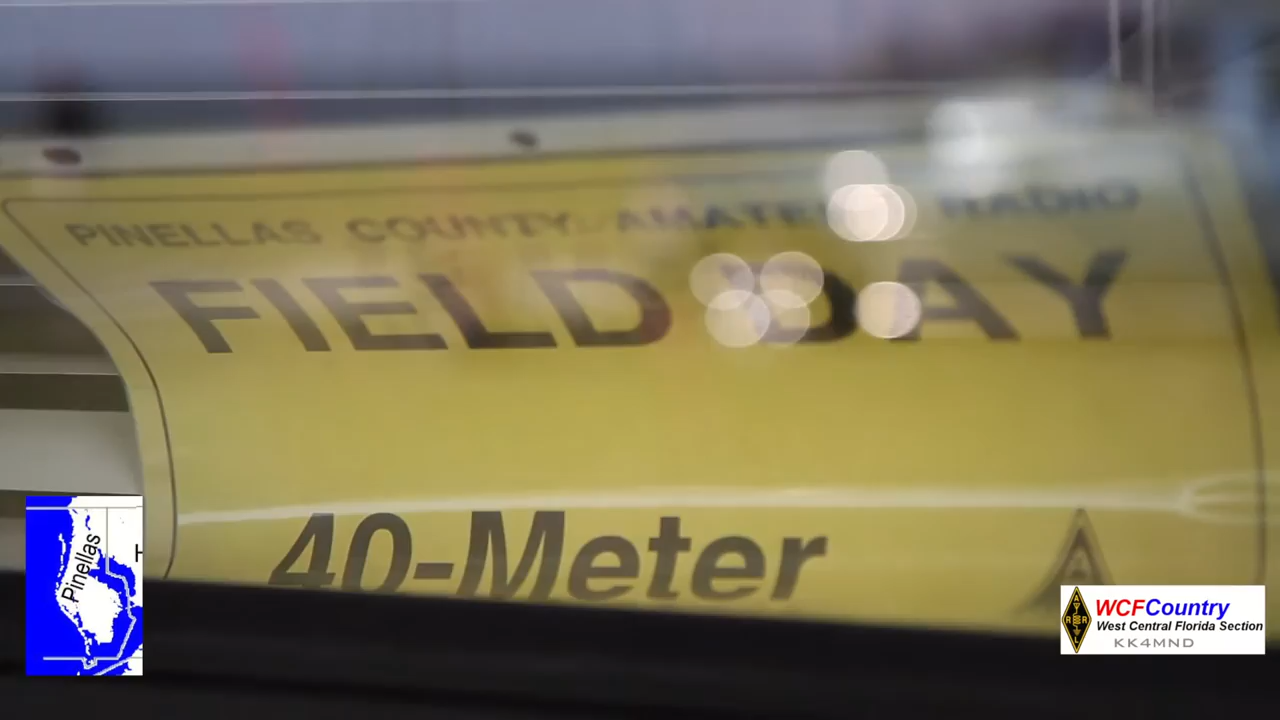 PINELLAS COUNTY AMATEUR RADIO
FIELD DAY
40-Meter
Pinellas
H
WCFCountry
West Central Florida Section
KK4MND